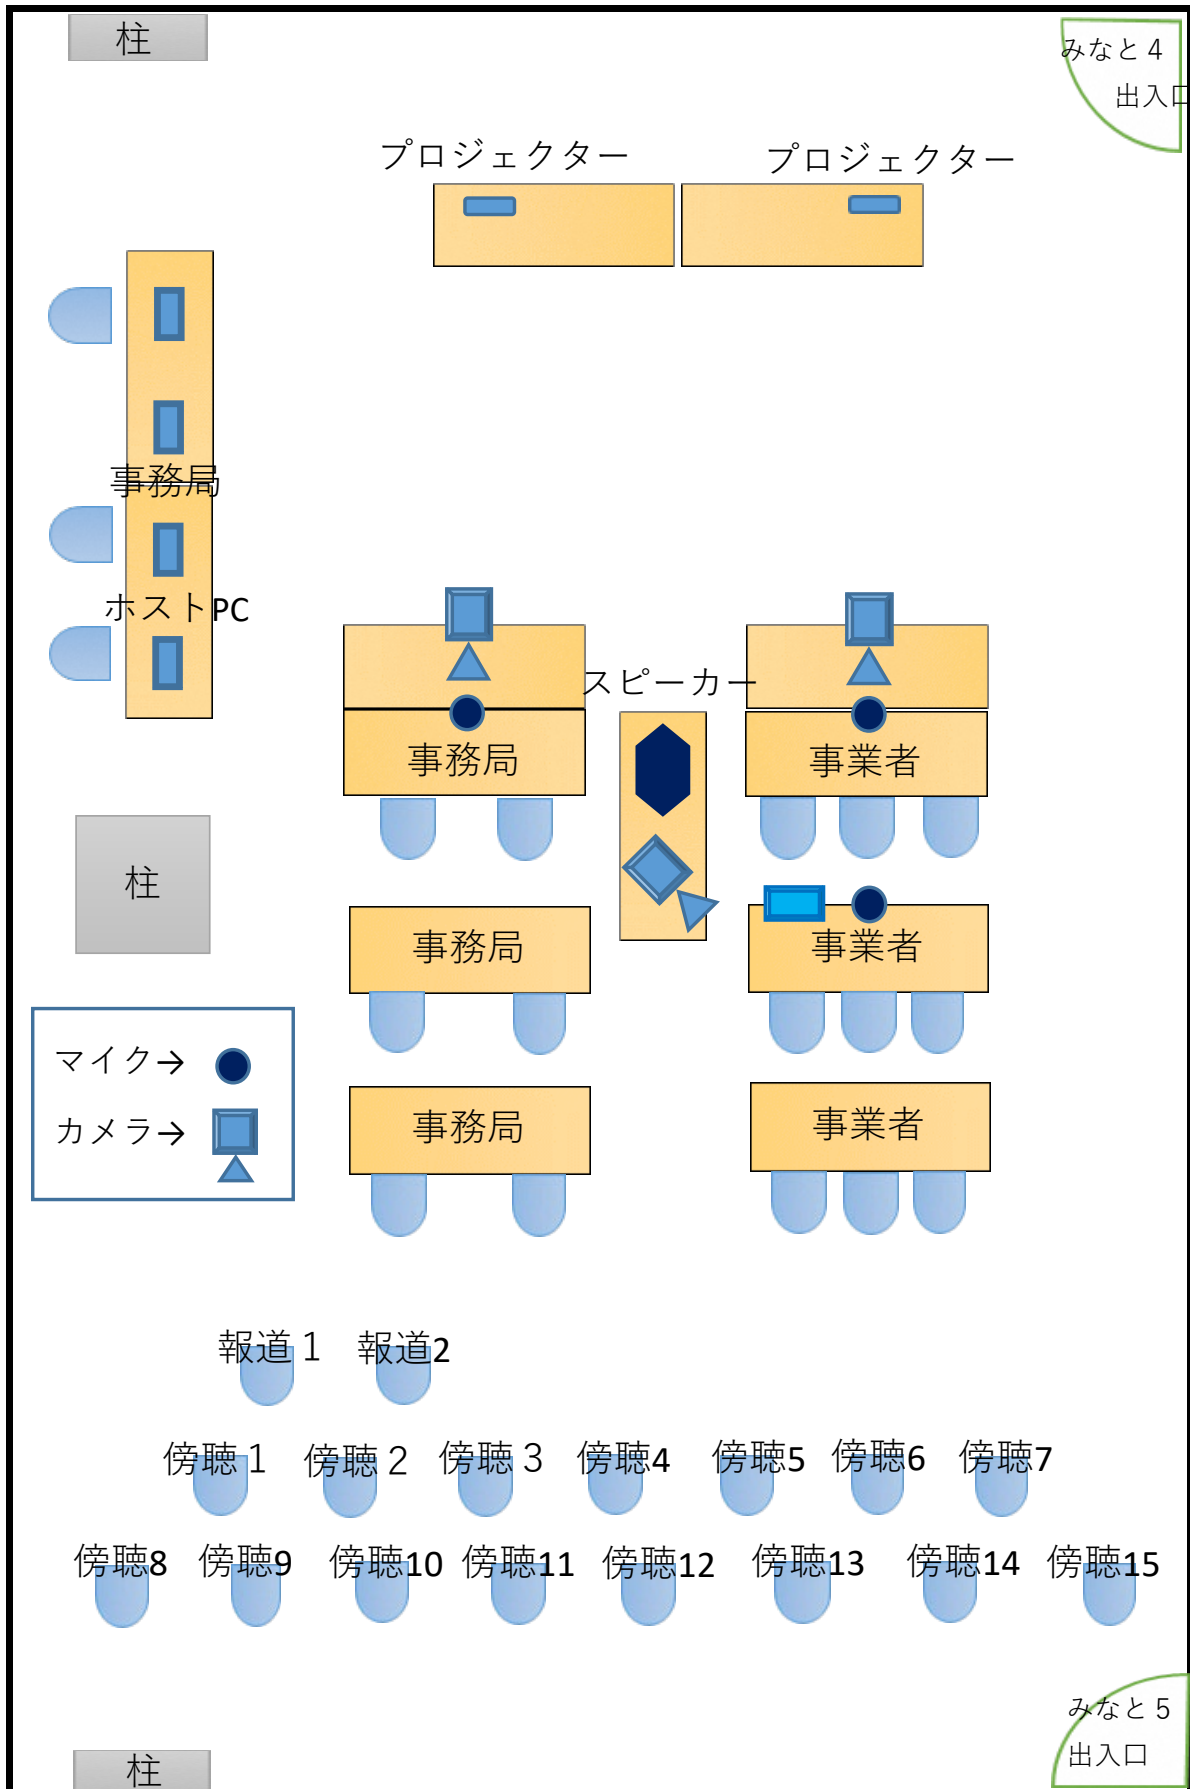 柱
みなと４
出入口
プロジェクター
プロジェクター
事務局
ホストPC
スピーカー
事務局
事業者
柱
事務局
事業者
マイク→
カメラ→
事務局
事業者
報道１
報道2
傍聴１
傍聴２
傍聴３
傍聴4
傍聴5
傍聴6
傍聴7
傍聴8
傍聴9
傍聴10
傍聴11
傍聴12
傍聴13
傍聴14
傍聴15
みなと５
出入口
柱